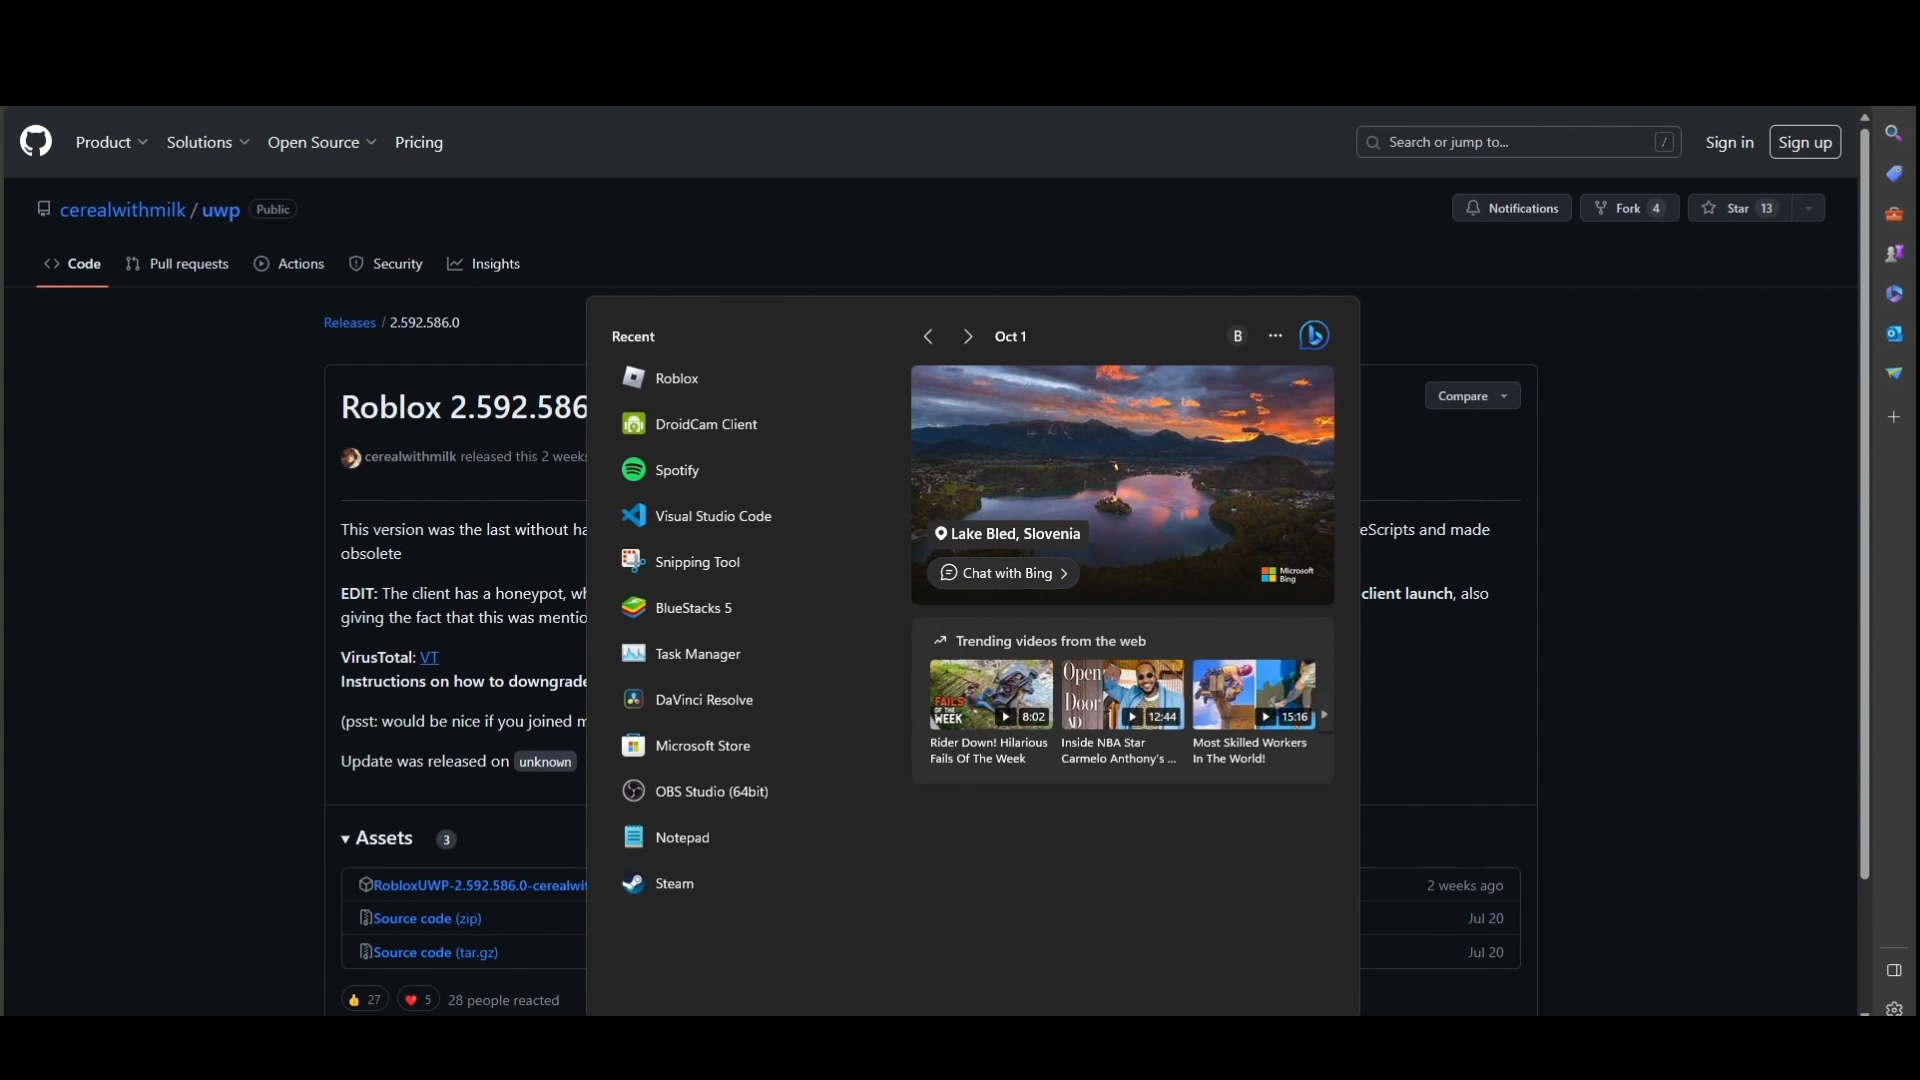 Product Solutions Open Source Pricing
Search or jump to... /
Sign in Sign up
cerealwithmilk / uwp Public
Notifications Fork 4 Star 13
Code Pull requests Actions Security Insights
Releases / 2.592.586.0
Roblox 2.592.586
Compare
cerealwithmilk released this 2 weeks
This version was the last without ha
eScripts and made
obsolete
EDIT: The client has a honeypot, wh
client launch, also
giving the fact that this was mentio
VirusTotal: VT
Instructions on how to downgrade
(psst: would be nice if you joined m
Update was released on unknown
Assets 3
RobloxUWP-2.592.586.0-cerealwit
2 weeks ago
Source code (zip)
Jul 20
Source code (tar.gz)
Jul 20
27 5 28 people reacted
Recent
Roblox
DroidCam Client
Spotify
Visual Studio Code
Snipping Tool
BlueStacks 5
Task Manager
DaVinci Resolve
Microsoft Store
OBS Studio (64bit)
Notepad
Steam
Oct 1
B ...
Lake Bled, Slovenia
Chat with Bing
Microsoft
Bing
Trending videos from the web
FAILS
OF THE
WEEK
8:02
Open
Door
AD
12:44
15:16
Rider Down! Hilarious
Fails Of The Week
Inside NBA Star
Carmelo Anthony's ...
Most Skilled Workers
In The World!